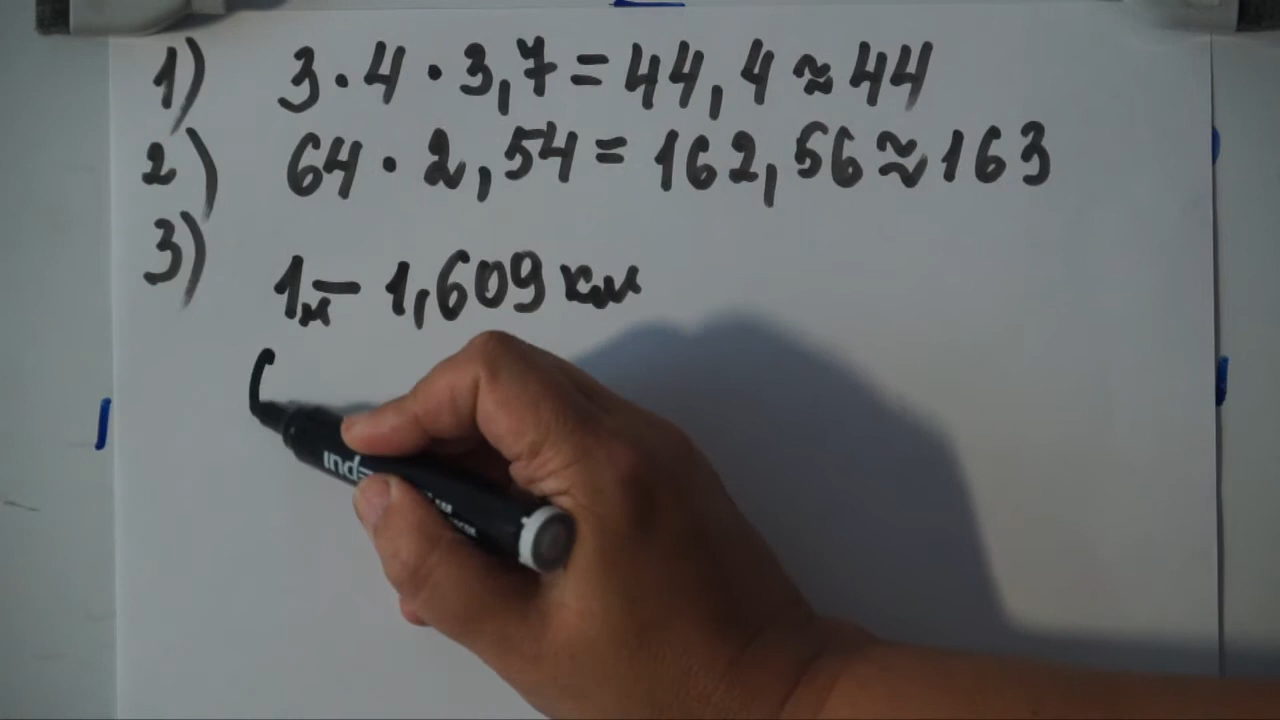 1) 3·4·3,7=44,4≈44
2) 64·2,54=162,56≈163
3)
1м – 1,609 км